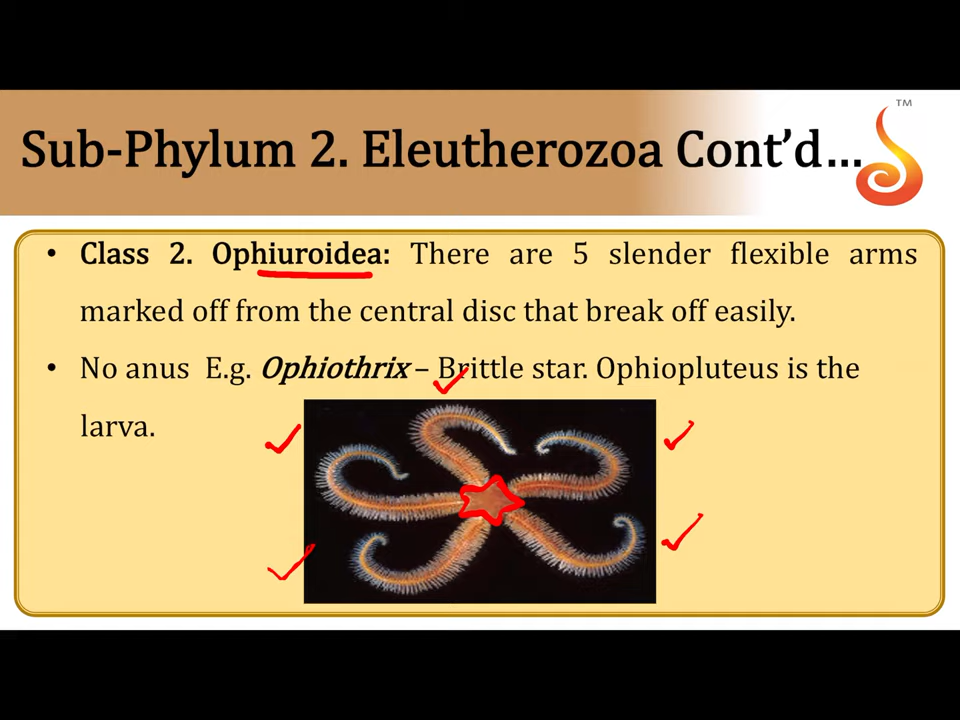 TM
Sub-Phylum 2. Eleutherozoa Cont’d…
• Class 2. Ophiuroidea: There are 5 slender flexible arms
marked off from the central disc that break off easily.
• No anus E.g. Ophiothrix – Brittle star. Ophiopluteus is the
larva.